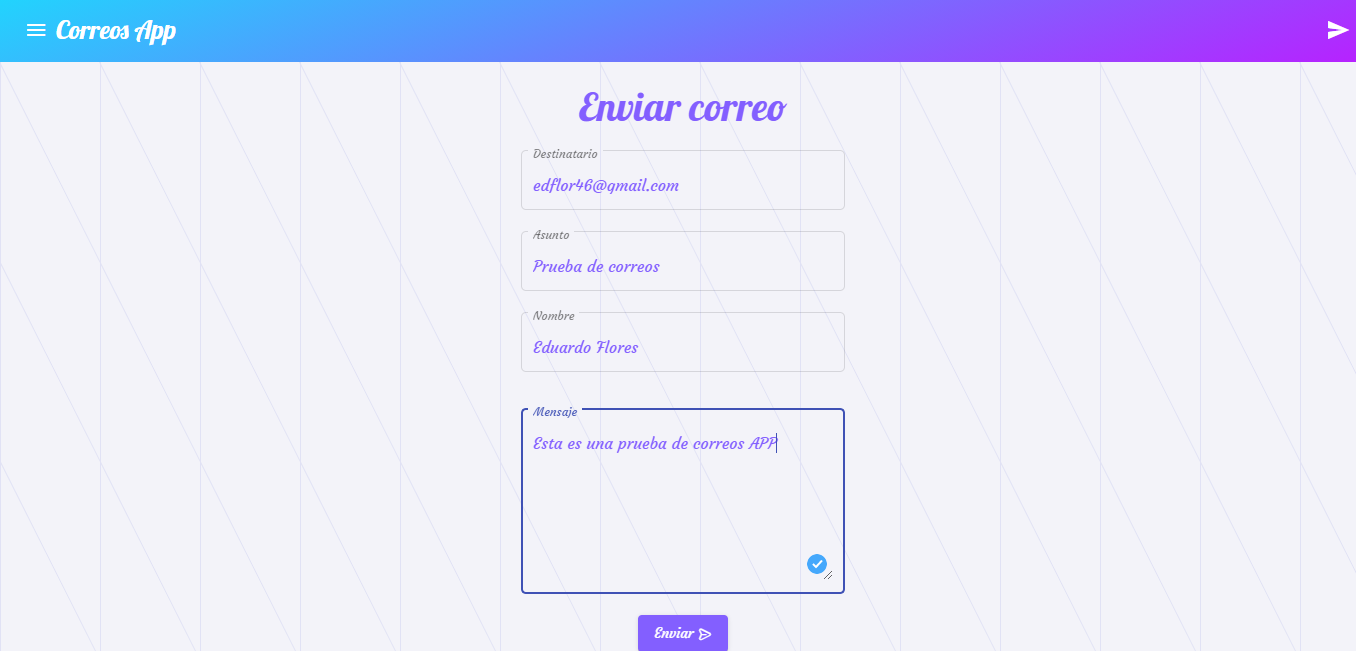 Correos App
Enviar correo
Destinatario
edflor46@gmail.com
Asunto
Prueba de correos
Nombre
Eduardo Flores
Mensaje
Esta es una prueba de correos APP
Enviar